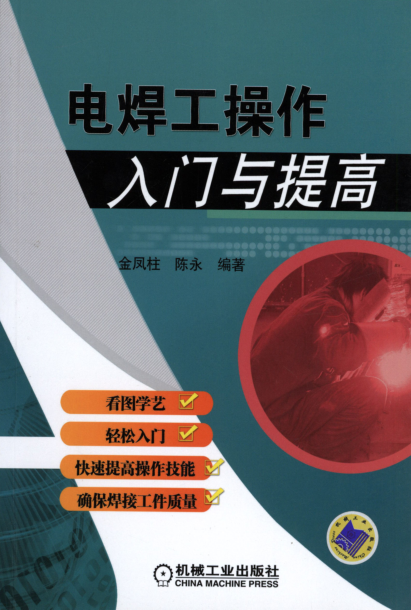 电焊工操作
入门与提高
金凤柱 陈永 编著
看图学艺
轻松入门
快速提高操作技能
确保焊接工件质量
机械工业出版社
CHINA MACHINE PRESS